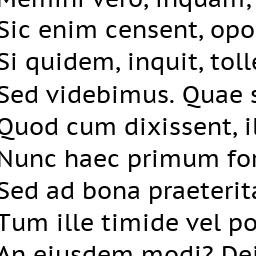 Memini vero, inquam,
Sic enim censent, opo
Si quidem, inquit, tolle
Sed videbimus. Quae s
Quod cum dixissent, il
Nunc haec primum for
Sed ad bona praeterita
Tum ille timide vel po
An eiusdem modi? Dei